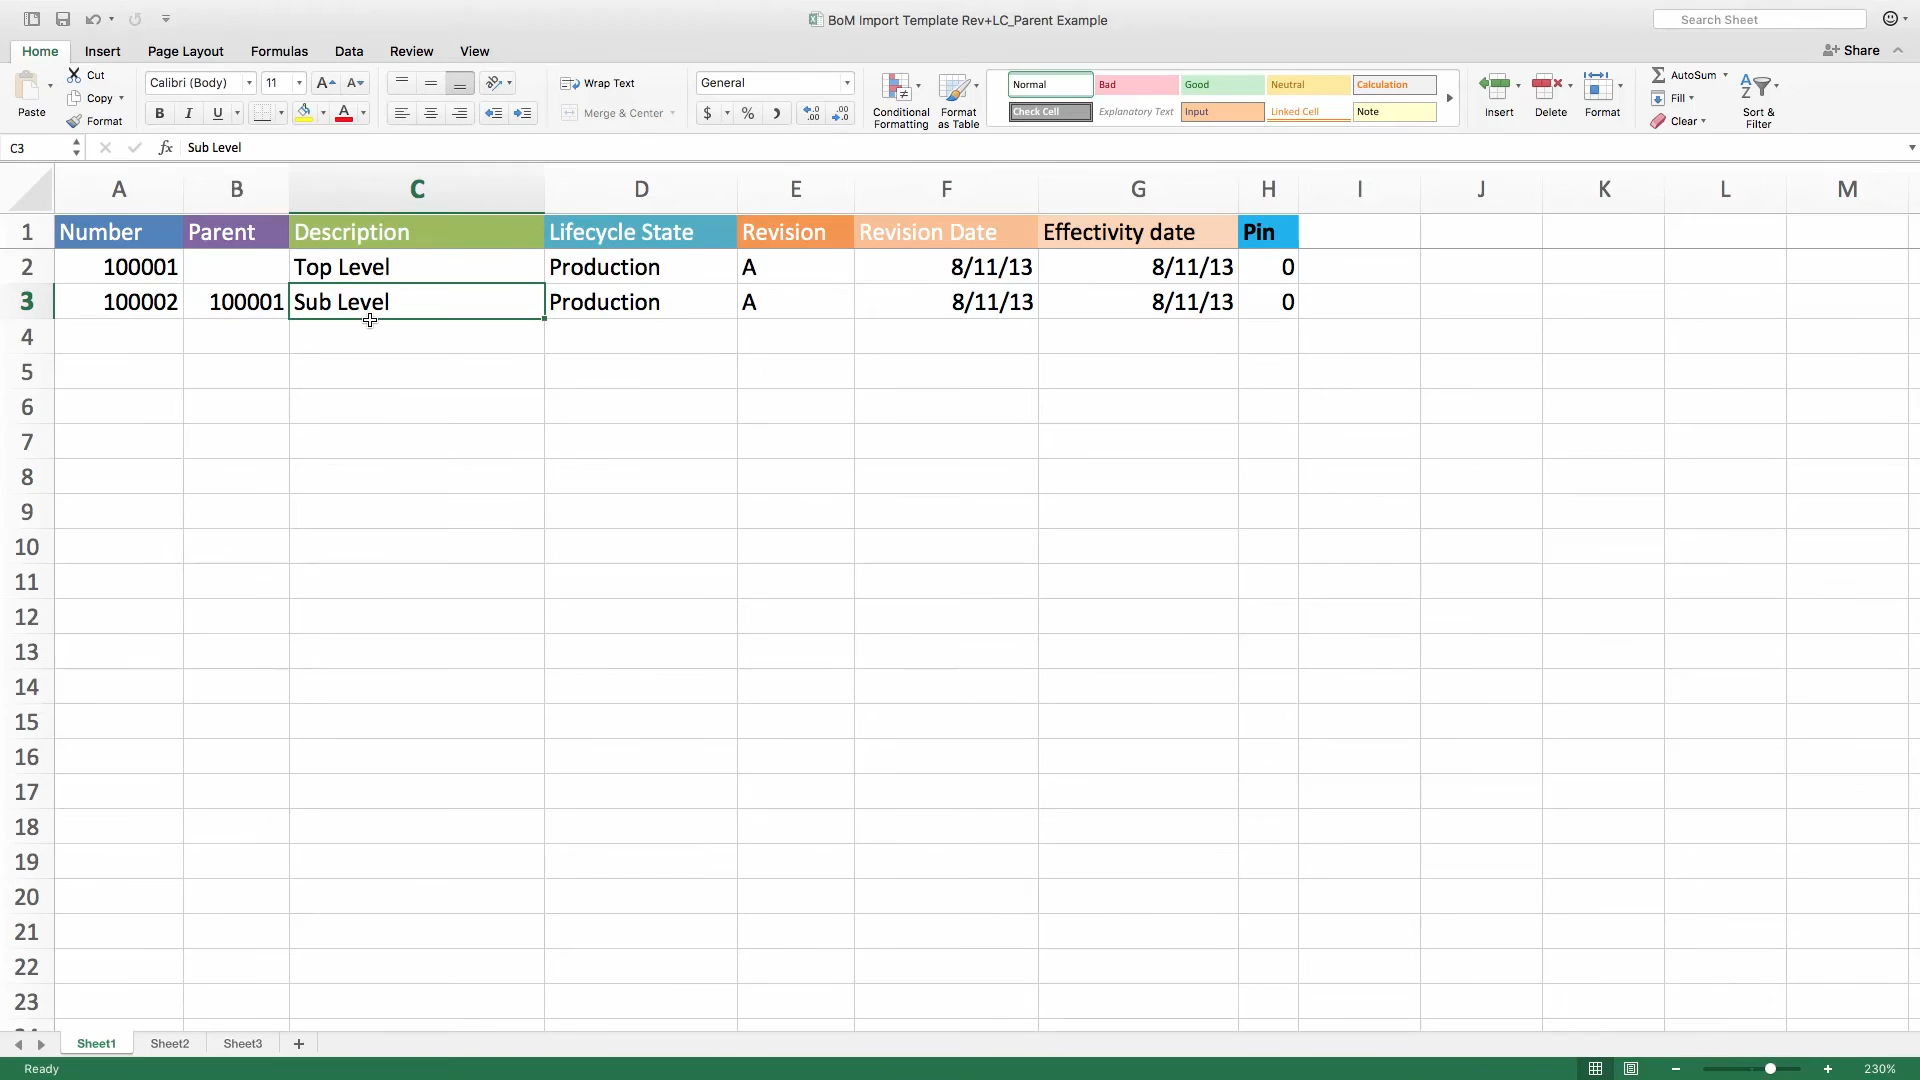 BoM Import Template Rev+LC_Parent Example
Search Sheet
Home Insert Page Layout Formulas Data Review View Share
Paste
Cut
Copy
Format
Calibri (Body) 11 A A
B I U A
Wrap Text
Merge & Center
General
$ % .00 .0
Conditional Formatting
Format as Table
Normal Bad Good Neutral Calculation
Check Cell Explanatory Text Input Linked Cell Note
Insert Delete Format
AutoSum
Fill
Clear
Sort & Filter
C3 fx Sub Level
A B C D E F G H I J K L M
1 Number Parent Description Lifecycle State Revision Revision Date Effectivity date Pin
2 100001 Top Level Production A 8/11/13 8/11/13 0
3 100002 100001 Sub Level Production A 8/11/13 8/11/13 0
4
5
6
7
8
9
10
11
12
13
14
15
16
17
18
19
20
21
22
23
Sheet1 Sheet2 Sheet3 +
Ready 230%